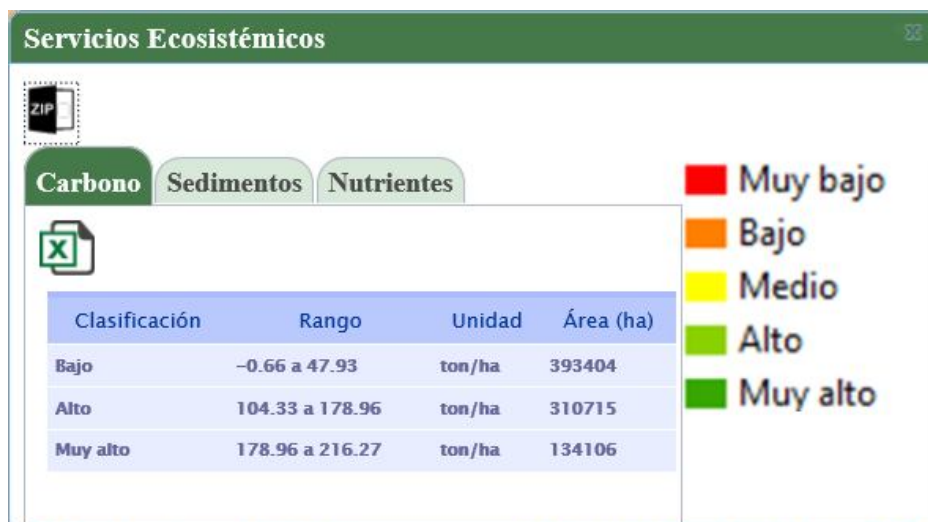 Servicios Ecosistémicos
ZIP
Carbono Sedimentos Nutrientes
X
Clasificación Rango Unidad Área (ha)
Bajo -0.66 a 47.93 ton/ha 393404
Alto 104.33 a 178.96 ton/ha 310715
Muy alto 178.96 a 216.27 ton/ha 134106
Muy bajo
Bajo
Medio
Alto
Muy alto